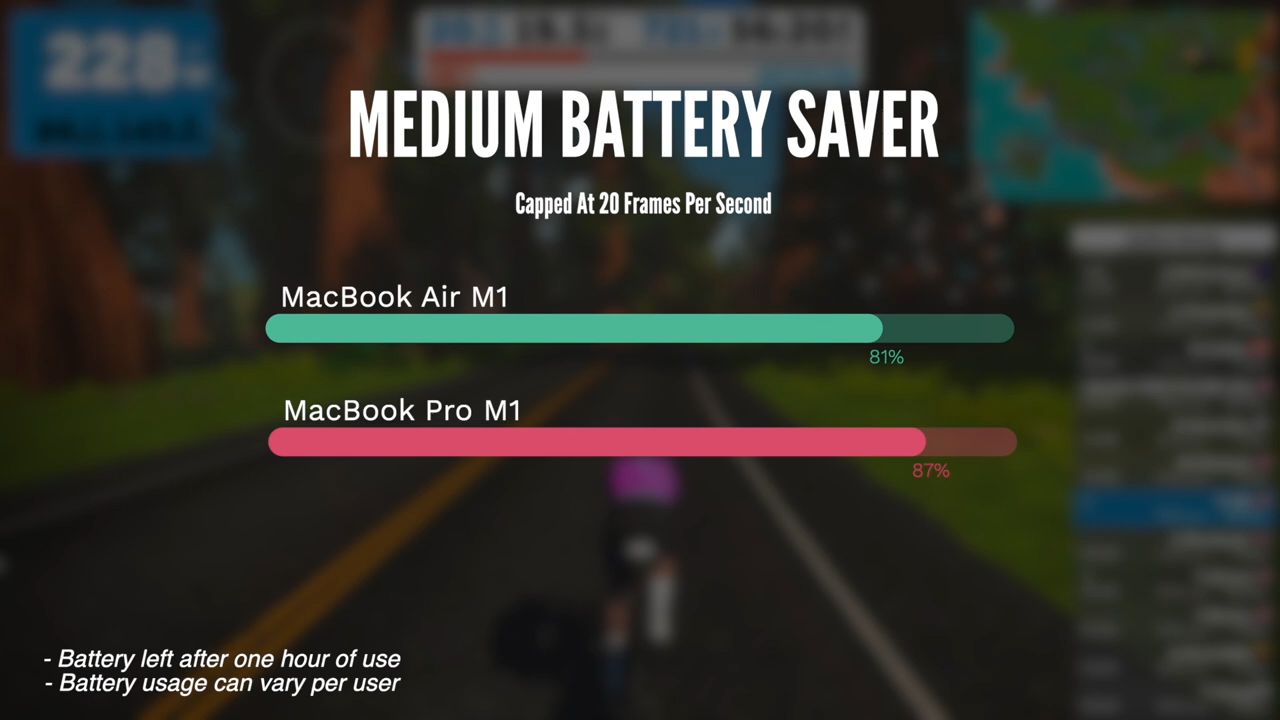 228
MEDIUM BATTERY SAVER
Capped At 20 Frames Per Second
MacBook Air M1
81%
MacBook Pro M1
87%
- Battery left after one hour of use
- Battery usage can vary per user